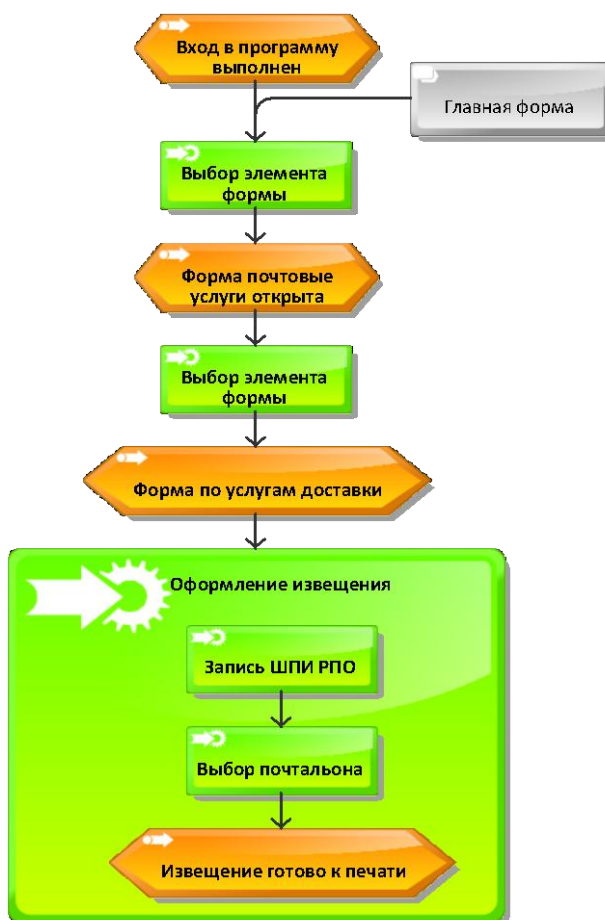 Вход в программу
выполнен
Главная форма
Выбор элемента
формы
Форма почтовые
услуги открыта
Выбор элемента
формы
Форма по услугам доставки
Оформление извещения
Запись ШПИ РПО
Выбор почтальона
Извещение готово к печати